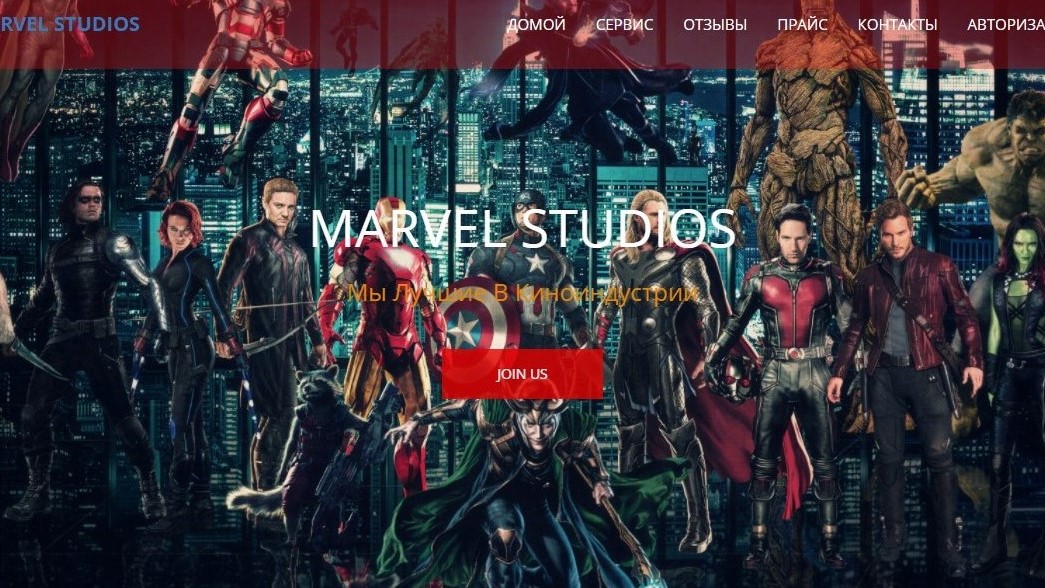 RVEL STUDIOS
ДОМОЙ СЕРВИС ОТЗЫВЫ ПРАЙС КОНТАКТЫ АВТОРИЗА
MARVEL STUDIOS
Мы Лучшие В Киноиндустрии
JOIN US